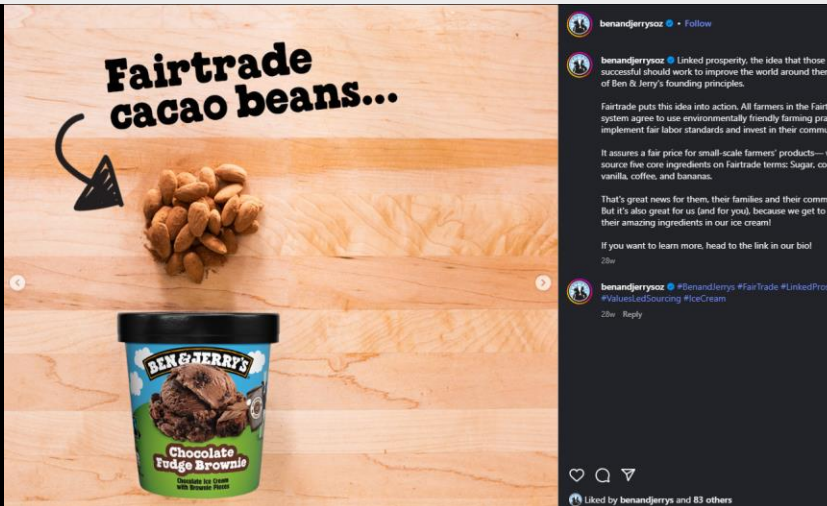 Fairtrade
cacao beans...
BEN & JERRY'S
Chocolate
Fudge Brownie
Chocolate Ice Cream
with Brownie Pieces
benandjerrysoz • Follow
benandjerrysoz Linked prosperity, the idea that those
successful should work to improve the world around
of Ben & Jerry's founding principles.
Fairtrade puts this idea into action. All farmers in the
system agree to use environmentally friendly farming
implement fair labor standards and invest in their
It assures a fair price for small-scale farmers' products—
source five core ingredients on Fairtrade terms: Sugar,
vanilla, coffee, and bananas.
That's great news for them, their families and their
But it's also great for us (and for you), because we get to
their amazing ingredients in our ice cream!
If you want to learn more, head to the link in our bio!
28w
benandjerrysoz #BenandJerrys #FairTrade
#ValuesLedSourcing #IceCream
28w Reply
Liked by benandjerrys and 83 others